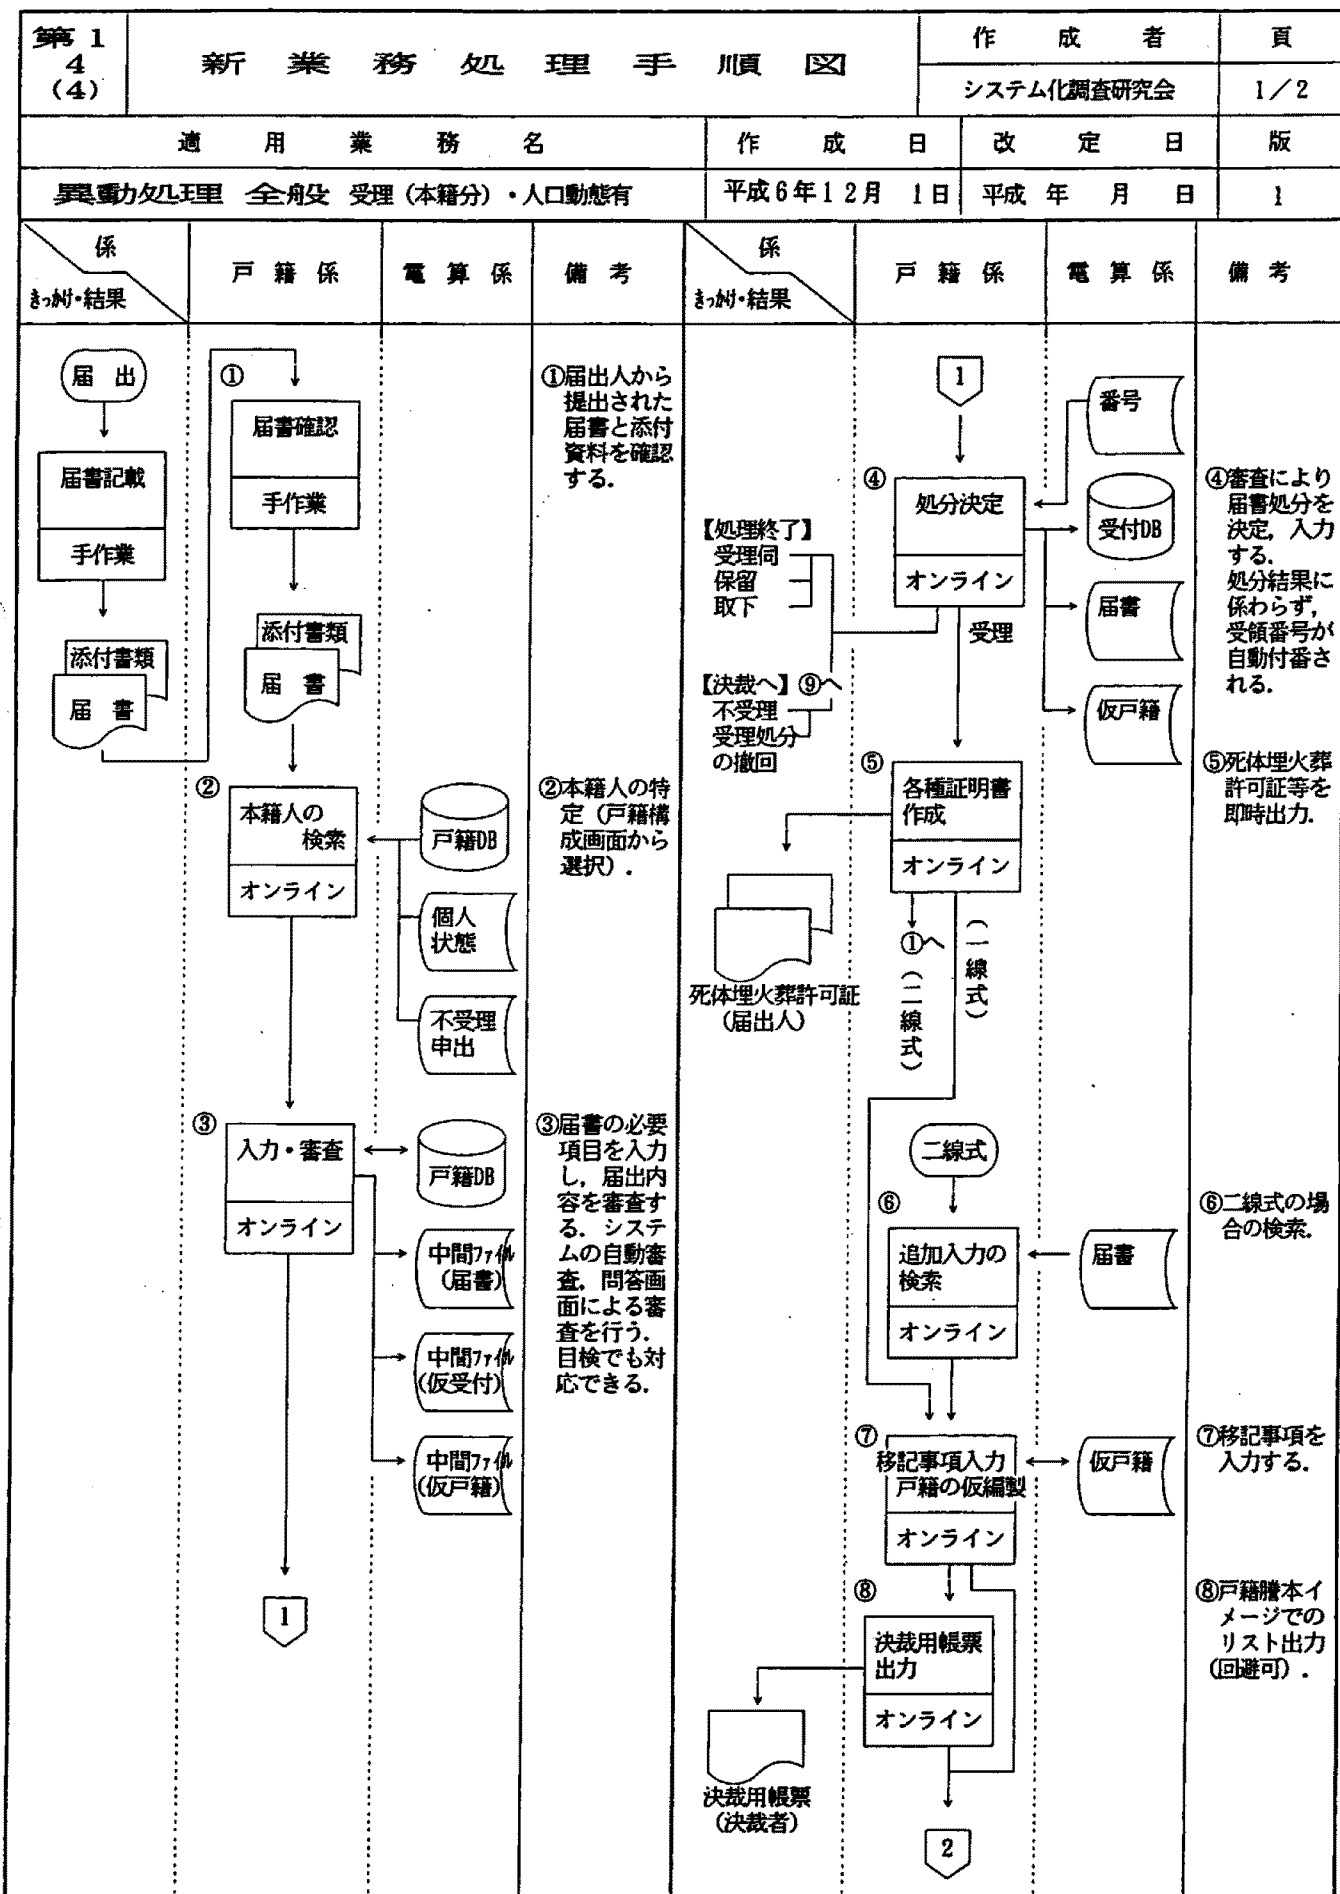 第1
4
(4)
新業務処理手順図
作成者
頁
システム化調査研究会
1／2
適用業務名
作成日
改定日
版
異動処理 全般 受理（本籍分）・人口動態有
平成6年12月 1日
平成 年 月 日
1
係
きっかけ・結果
戸籍係
電算係
備考
係
きっかけ・結果
戸籍係
電算係
備考
届出
届書記載
手作業
添付書類
届書
①
届書確認
手作業
添付書類
届書
①届出人から
提出された
届書と添付
資料を確認
する．
②
本籍人の
検索
オンライン
戸籍DB
個人
状態
不受理
申出
②本籍人の特
定（戸籍構
成画面から
選択）．
③
入力・審査
オンライン
戸籍DB
中間ファイル
（届書）
中間ファイル
（仮受付）
中間ファイル
（仮戸籍）
③届書の必要
項目を入力
し，届出内
容を審査す
る．システ
ムの自動審
査，問答画
面による審
査を行う．
目検でも対
応できる．
1
1
番号
④
処分決定
オンライン
受付DB
届書
仮戸籍
④審査により
届書処分を
決定，入力
する．
処分結果に
係わらず，
受領番号が
自動付番さ
れる．
【処理終了】
受理伺
保留
取下
受理
【決裁へ】⑨へ
不受理
受理処分
の撤回
⑤
各種証明書
作成
オンライン
⑤死体埋火葬
許可証等を
即時出力．
死体埋火葬許可証
（届出人）
①へ（二線式）
（一線式）
二線式
⑥
追加入力の
検索
オンライン
届書
⑥二線式の場
合の検索．
⑦
移記事項入力
戸籍の仮編製
オンライン
仮戸籍
⑦移記事項を
入力する．
⑧
決裁用帳票
出力
オンライン
⑧戸籍謄本イ
メージでの
リスト出力
（回避可）．
決裁用帳票
（決裁者）
2